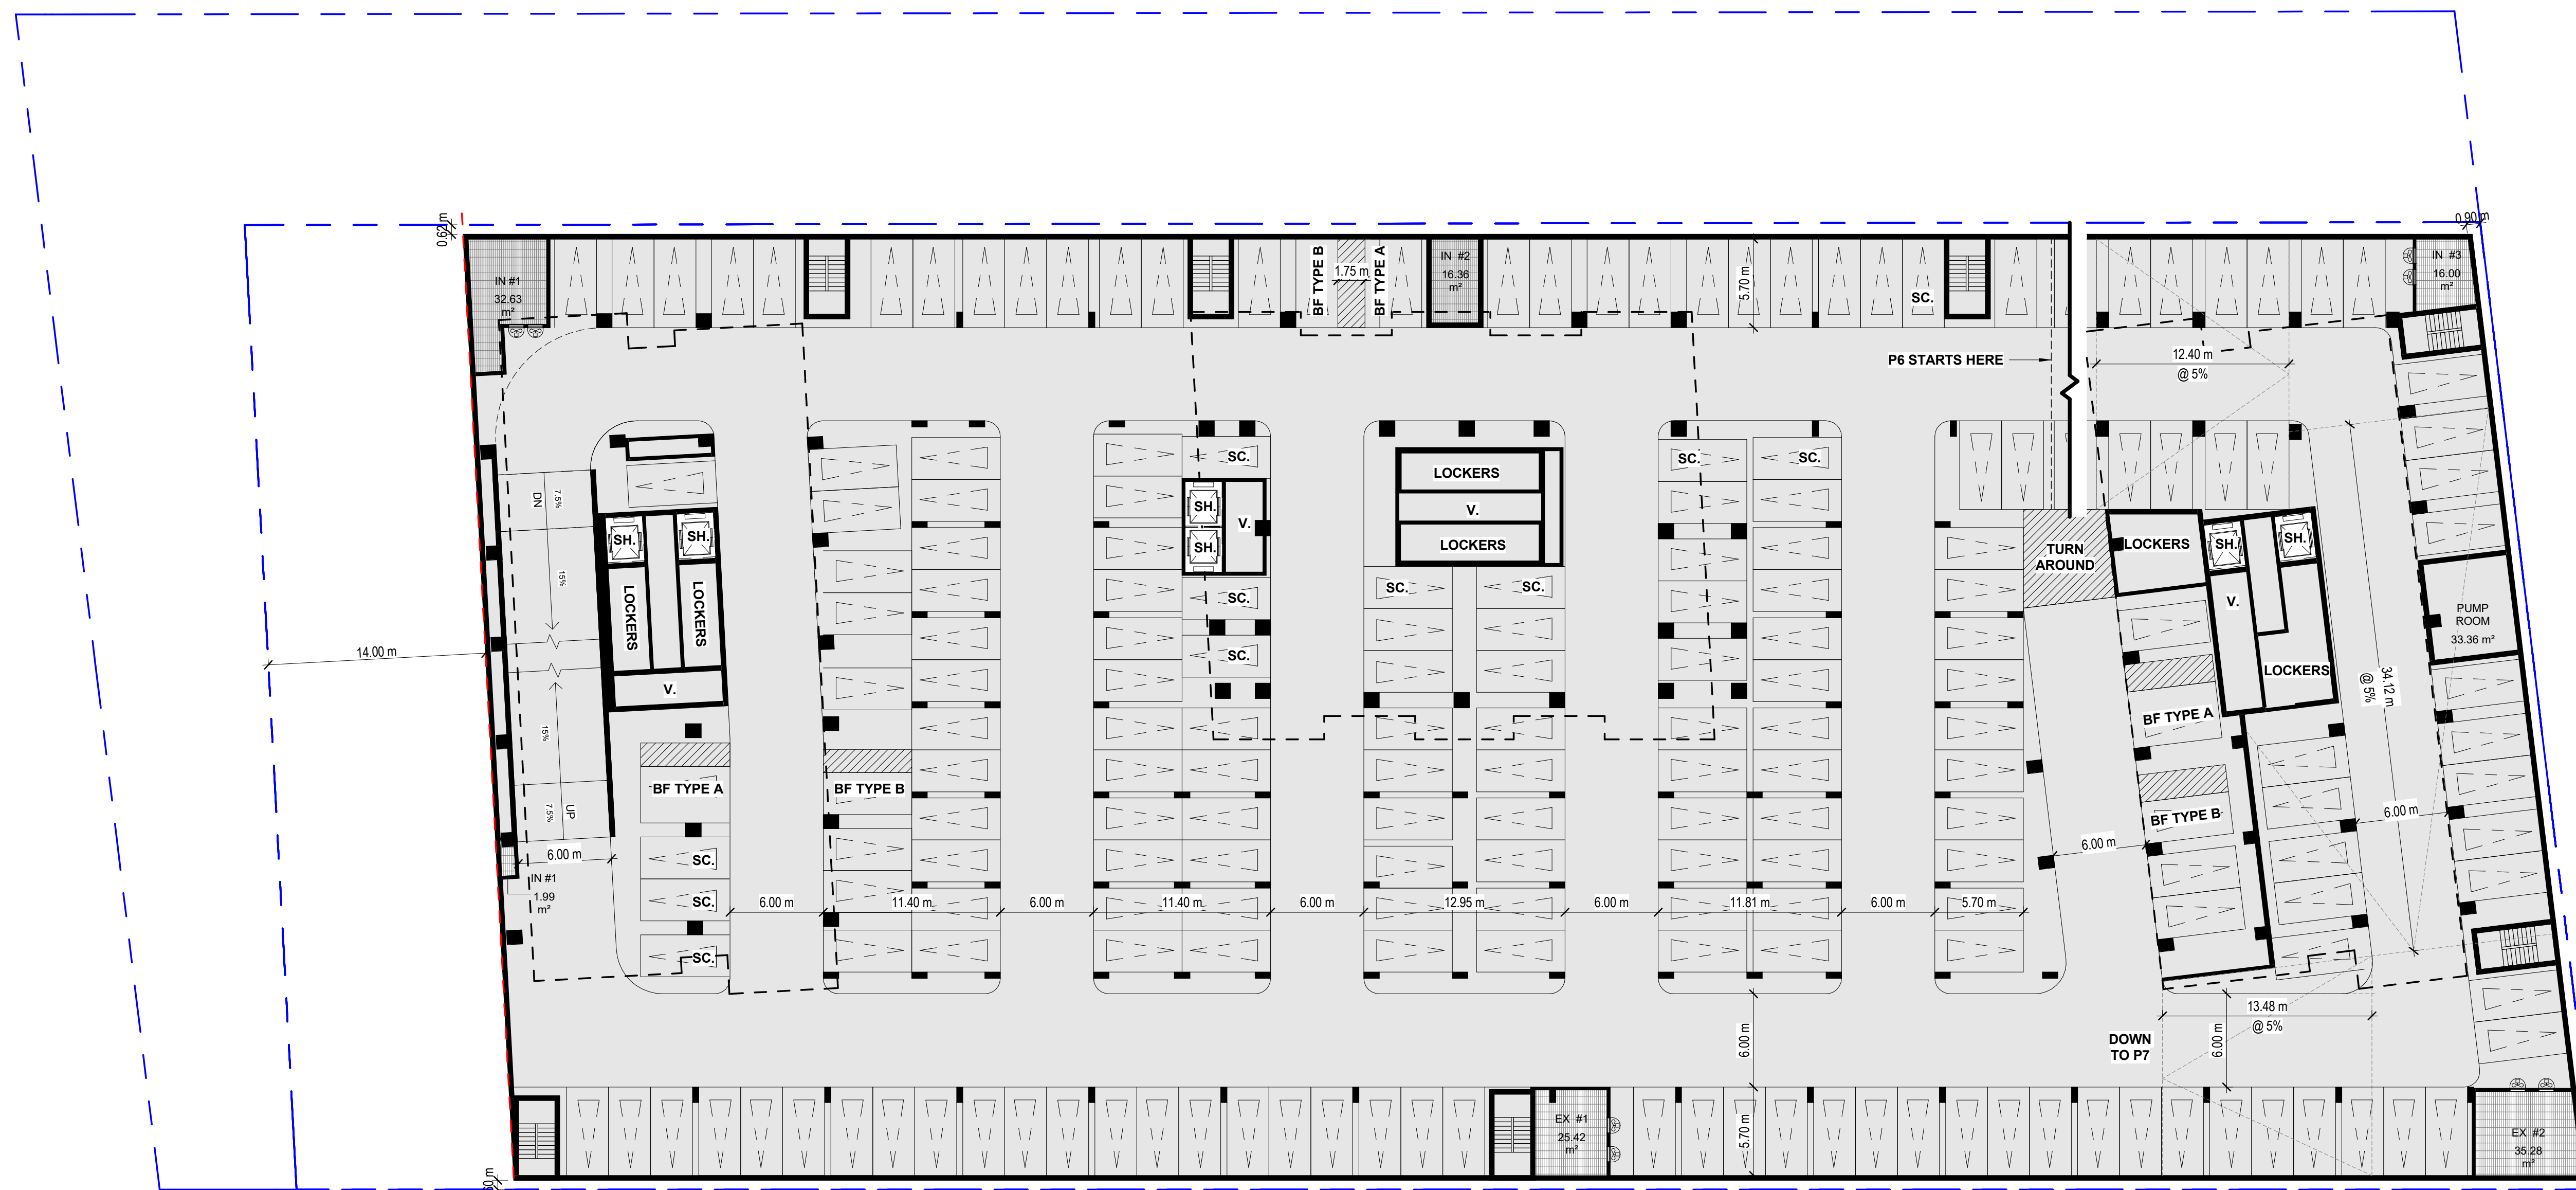 0.62 m
0.90 m
IN #1
32.63
m²
BF TYPE B
1.75 m
BF TYPE A
IN #2
16.36
m²
5.70 m
SC.
IN #3
16.00
m²
P6 STARTS HERE
12.40 m
@ 5%
SC.
SC.
SC.
LOCKERS
V.
LOCKERS
DN
7.5%
15%
SH.
SH.
SH.
SH.
V.
TURN
AROUND
LOCKERS
SH.
SH.
LOCKERS
LOCKERS
SC.
SC.
SC.
V.
PUMP
ROOM
33.36 m²
14.00 m
SC.
LOCKERS
34.12 m
@ 5%
V.
15%
BF TYPE A
UP
7.5%
BF TYPE A
BF TYPE B
BF TYPE B
6.00 m
6.00 m
6.00 m
SC.
IN #1
1.99
m²
SC.
6.00 m
11.40 m
6.00 m
11.40 m
6.00 m
12.95 m
6.00 m
11.81 m
6.00 m
5.70 m
SC.
13.48 m
@ 5%
6.00 m
6.00 m
DOWN
TO P7
EX #1
25.42
m²
5.70 m
EX #2
35.28
m²